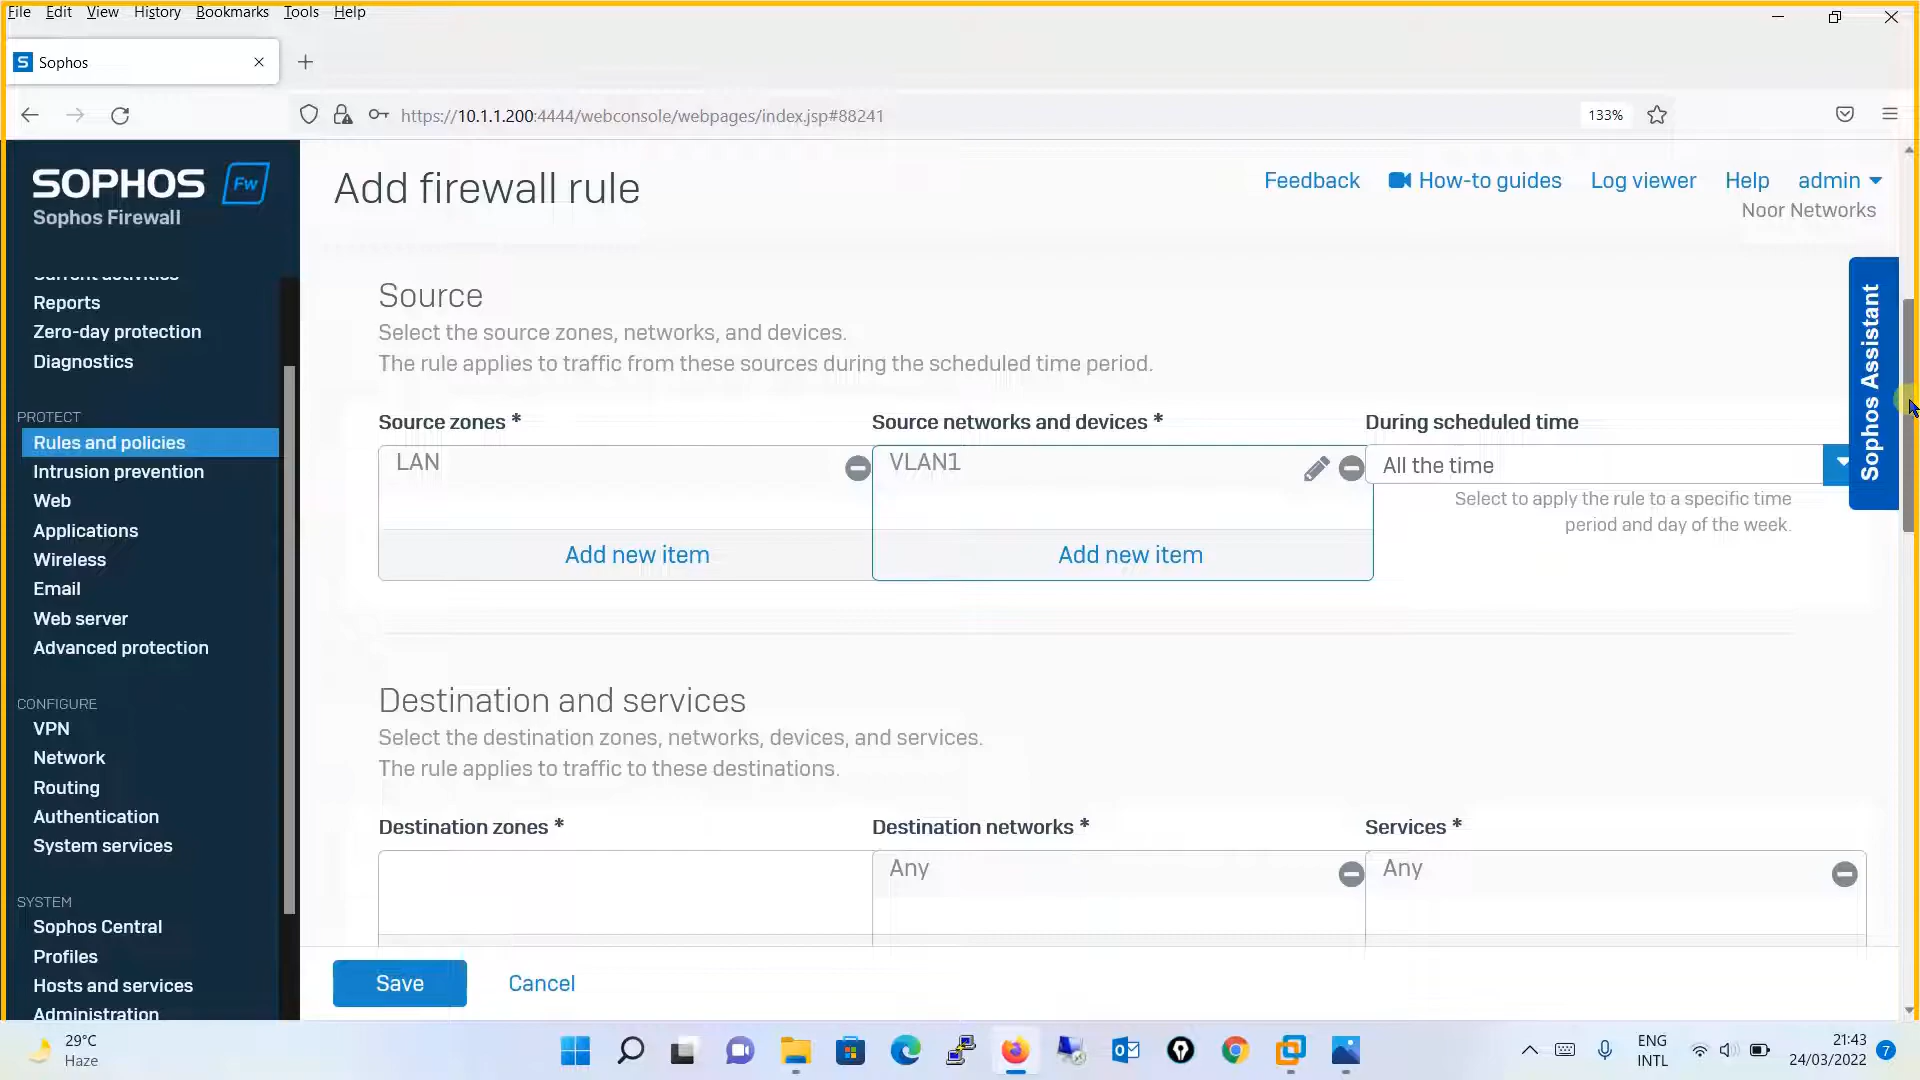 File Edit View History Bookmarks Tools Help
S Sophos
https://10.1.1.200:4444/webconsole/webpages/index.jsp#88241
133%
SOPHOS Fw
Sophos Firewall
Add firewall rule
Feedback How-to guides Log viewer Help admin
Noor Networks
Current activities
Reports
Zero-day protection
Diagnostics
PROTECT
Rules and policies
Intrusion prevention
Web
Applications
Wireless
Email
Web server
Advanced protection
CONFIGURE
VPN
Network
Routing
Authentication
System services
SYSTEM
Sophos Central
Profiles
Hosts and services
Administration
Source
Select the source zones, networks, and devices.
The rule applies to traffic from these sources during the scheduled time period.
Source zones * Source networks and devices * During scheduled time
LAN VLAN1 All the time
Select to apply the rule to a specific time
period and day of the week.
Add new item Add new item
Sophos Assistant
Destination and services
Select the destination zones, networks, devices, and services.
The rule applies to traffic to these destinations.
Destination zones * Destination networks * Services *
Any Any
Save Cancel
29°C
Haze
ENG
INTL
21:43
24/03/2022
7